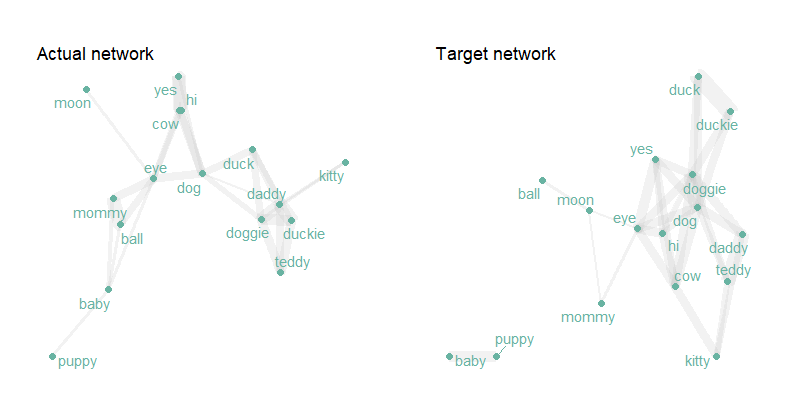 Actual network
yes
hi
moon
cow
eye
duck
dog
kitty
daddy
mommy
ball
doggie
duckie
teddy
baby
puppy
Target network
duck
duckie
yes
doggie
ball
moon
eye
dog
hi
daddy
cow
teddy
mommy
puppy
baby
kitty